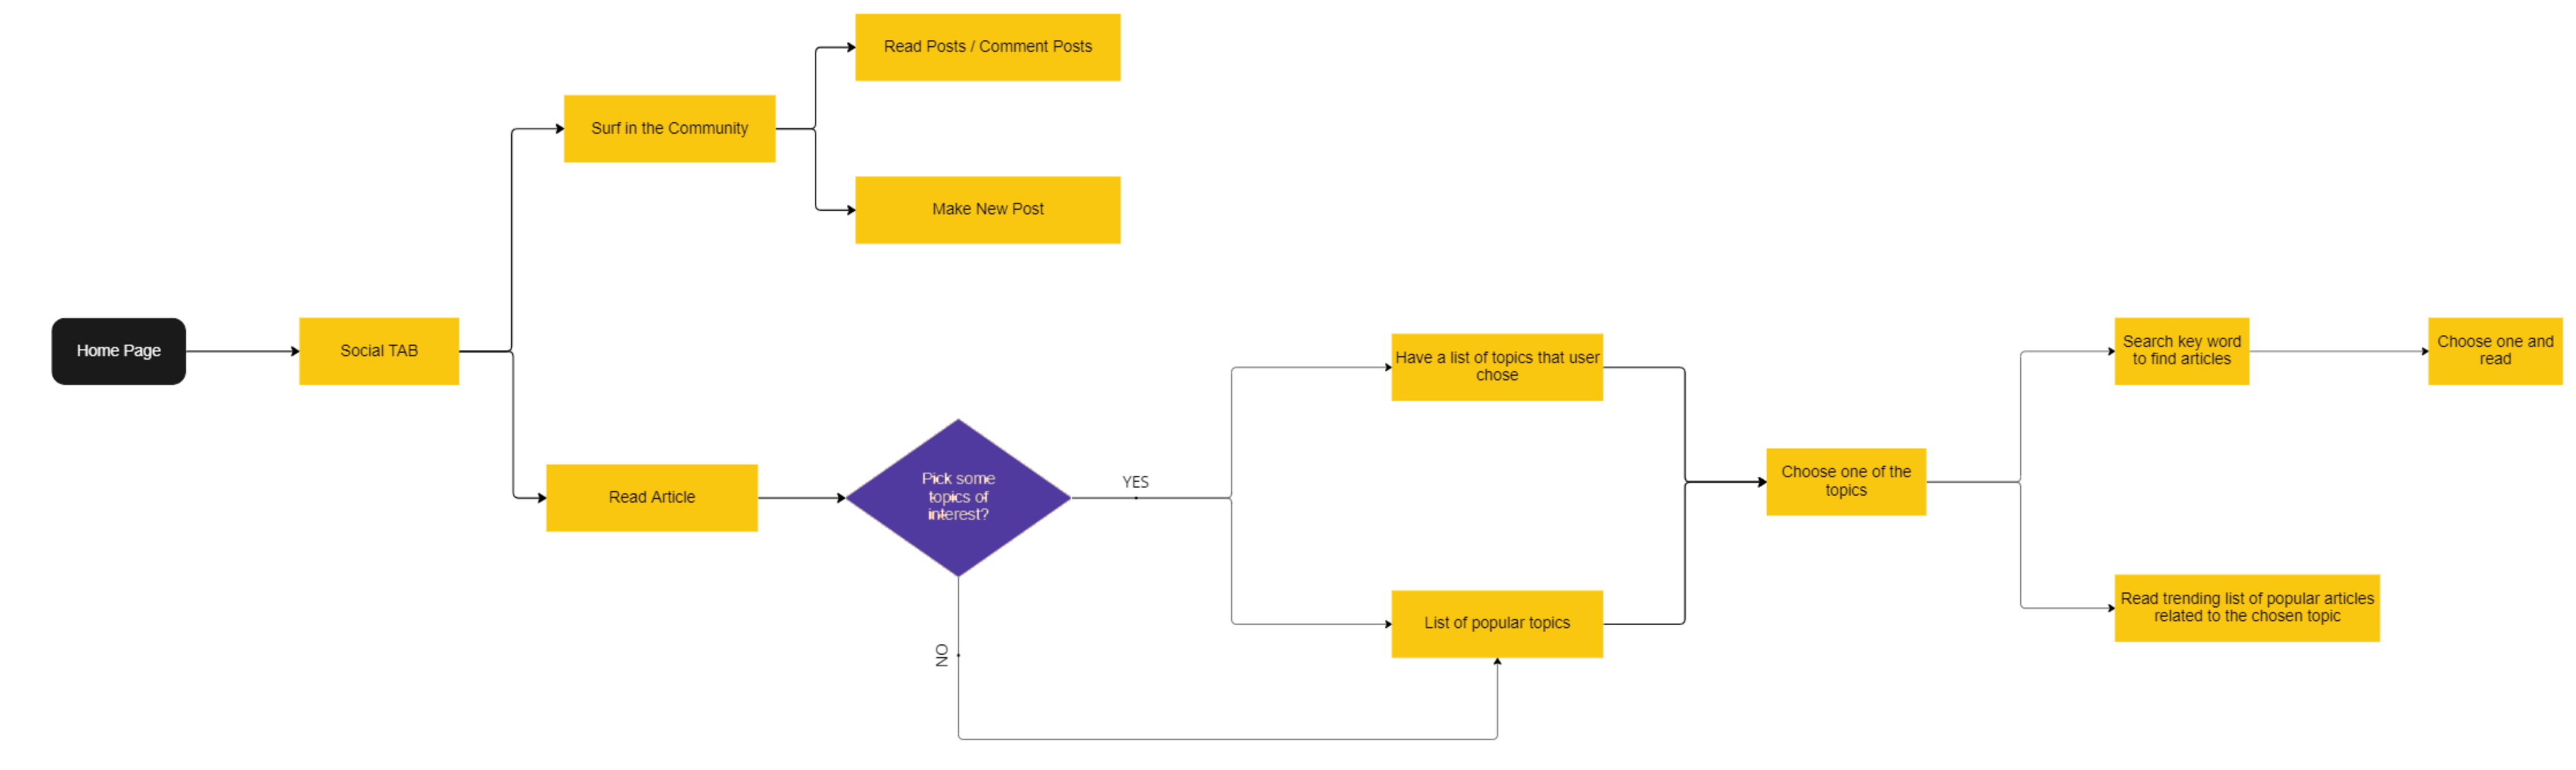 Read Posts / Comment Posts
Surf in the Community
Make New Post
Home Page
Social TAB
Read Article
Pick some
topics of
interest?
YES
NO
Have a list of topics that user
chose
List of popular topics
Choose one of the
topics
Search key word
to find articles
Choose one and
read
Read trending list of popular articles
related to the chosen topic